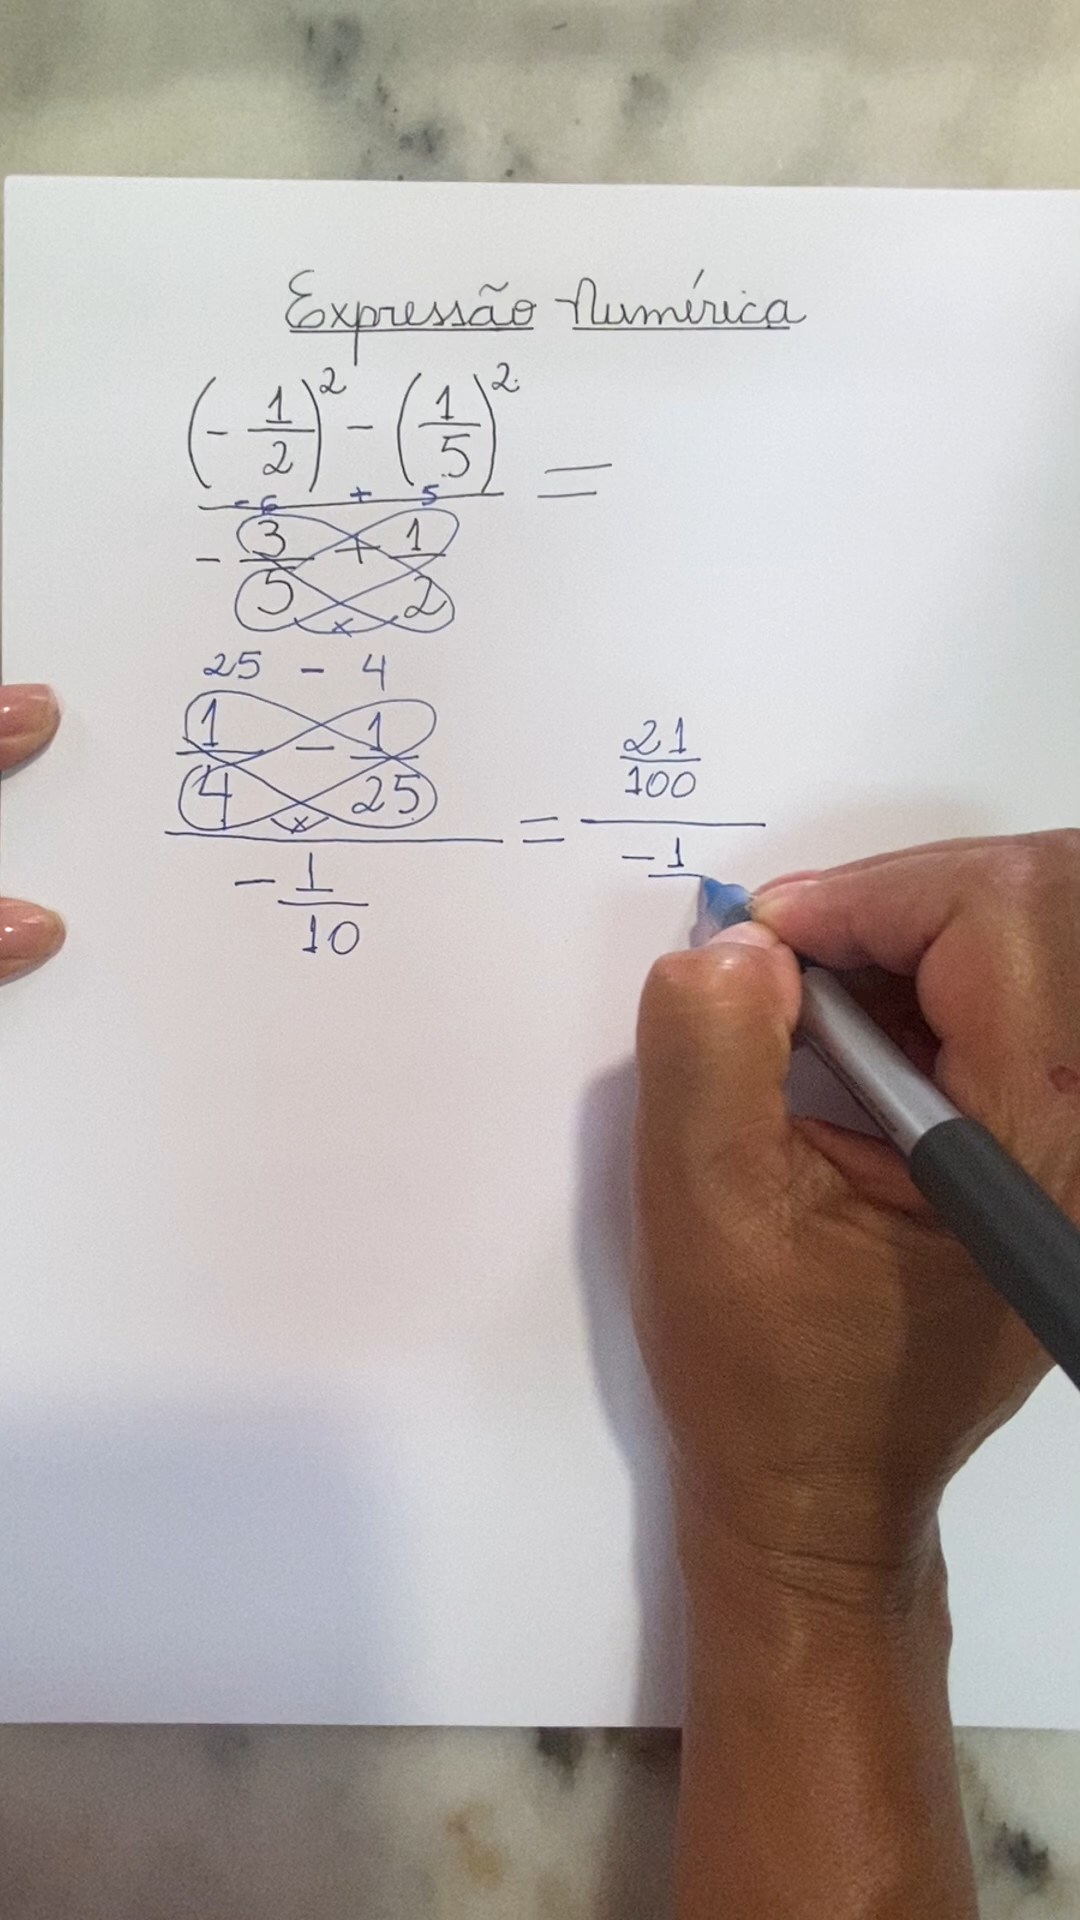 Expressão Numérica
(- 1/2)² - (1/5)² =
-6 + 5
- 3/5 + 1/2
x
25 - 4
1/4 - 1/25 = 21/100
x
- 1/10
- 1